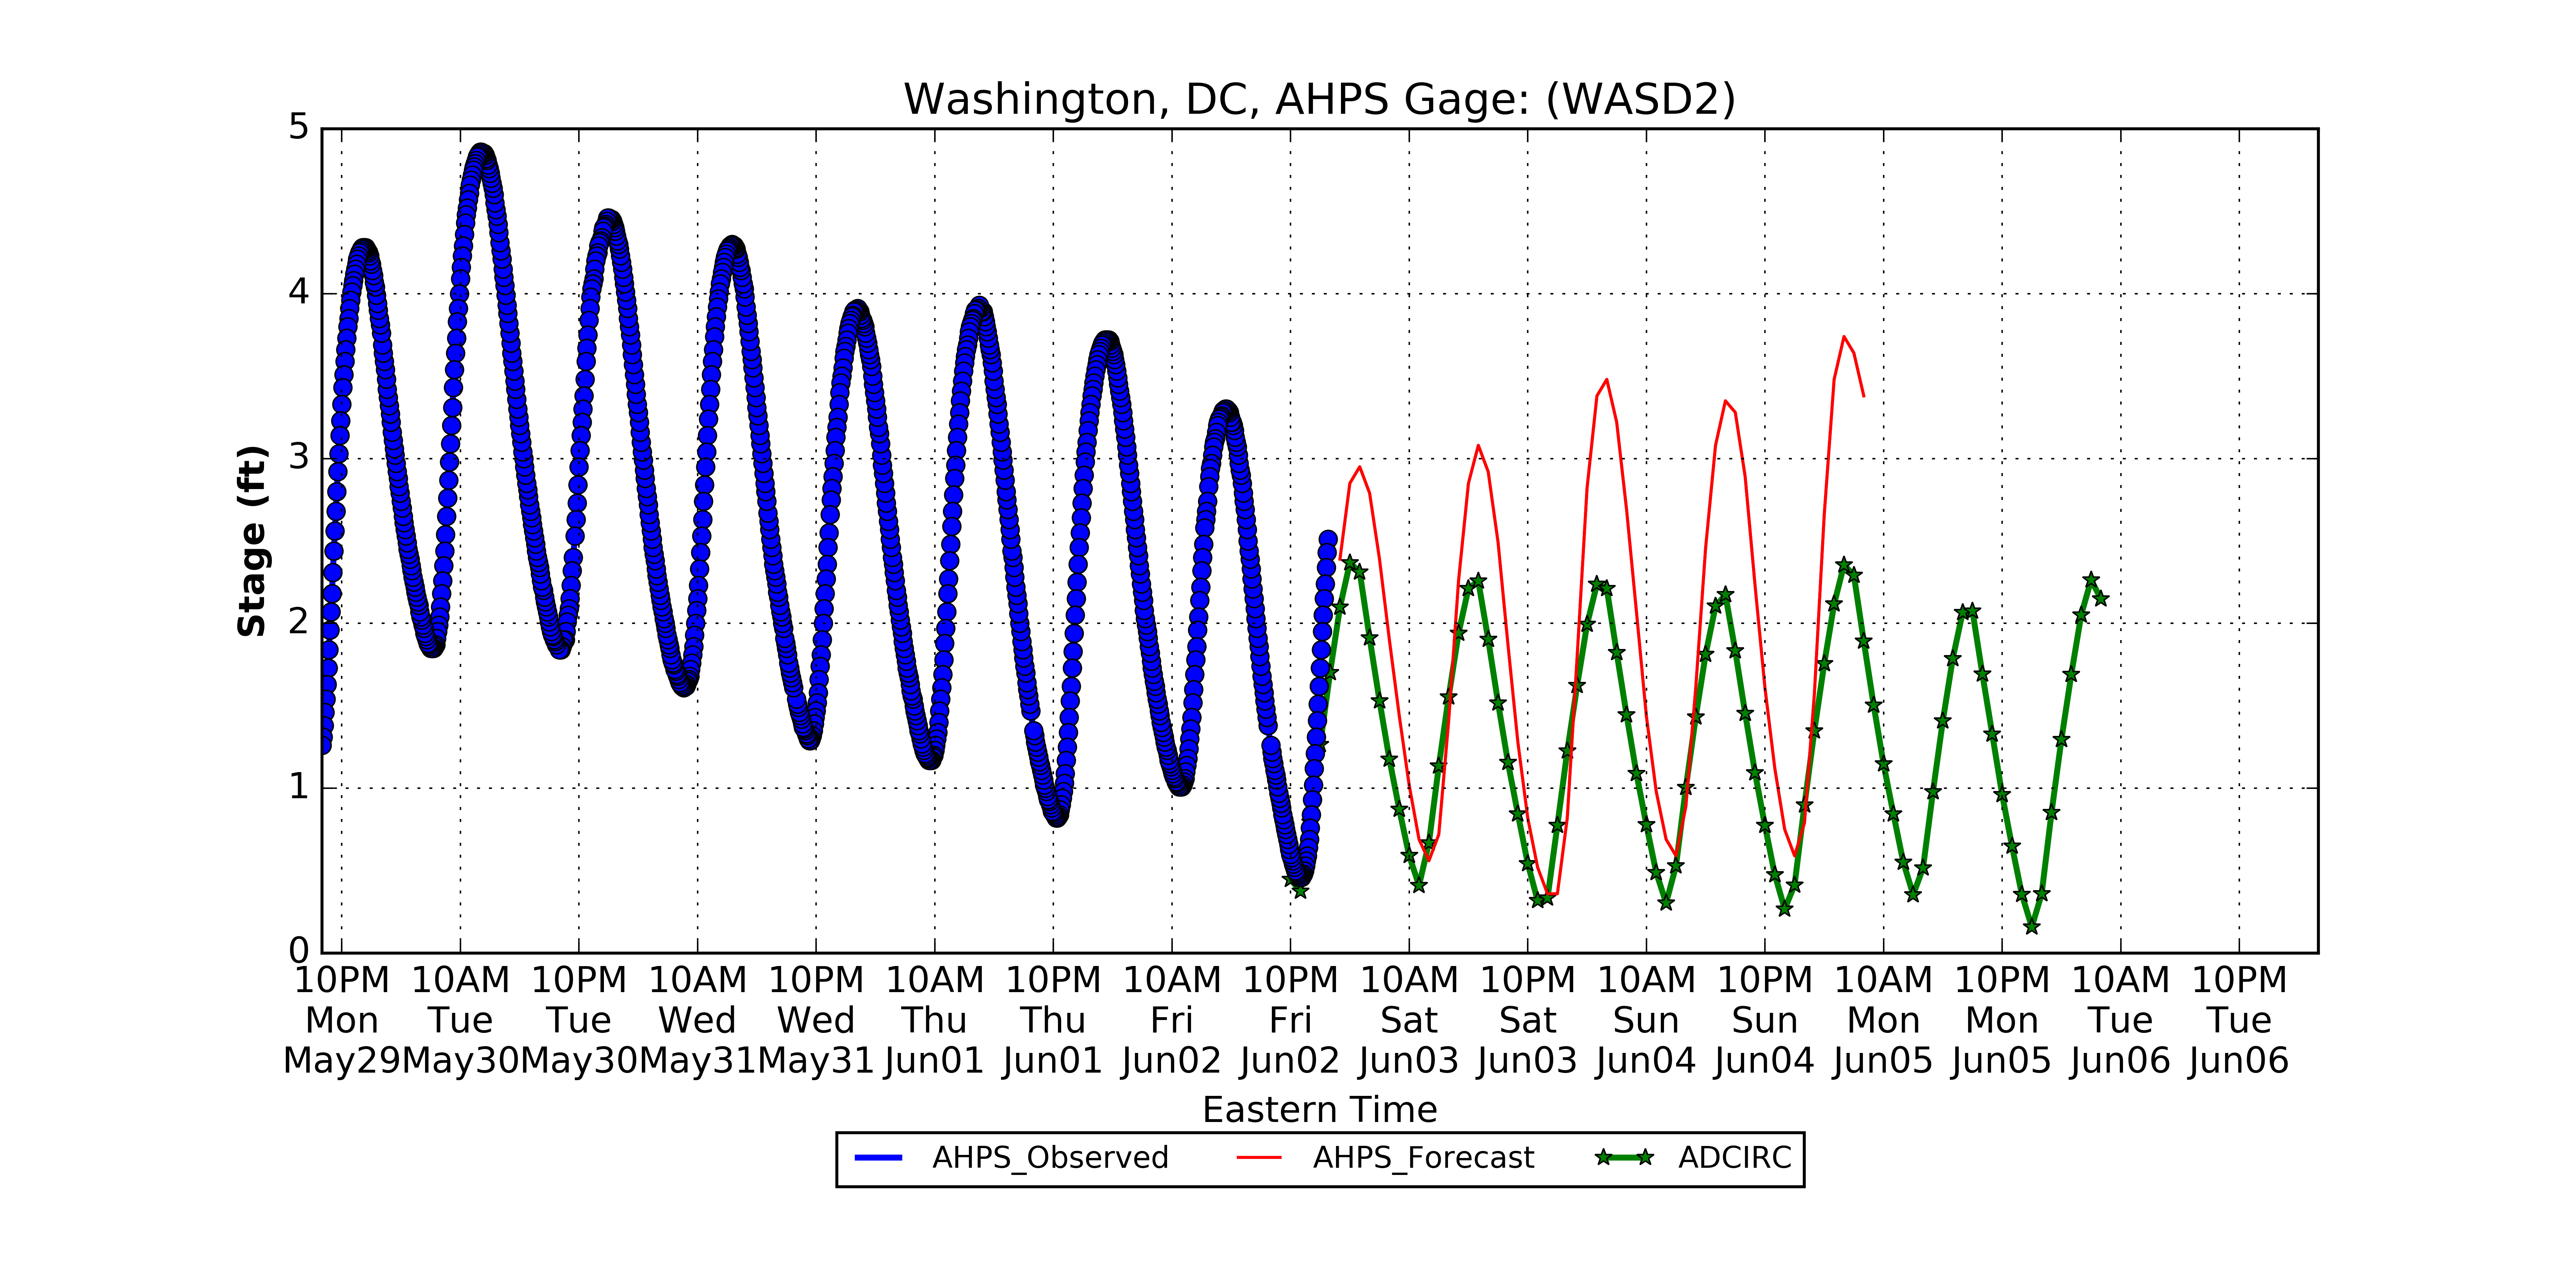 Washington, DC, AHPS Gage: (WASD2)
5
4
3
2
1
0
Stage (ft)
10PM 10AM 10PM 10AM 10PM 10AM 10PM 10AM 10PM 10AM 10PM 10AM 10PM 10AM 10PM 10AM 10PM
Mon Tue Tue Wed Wed Thu Thu Fri Fri Sat Sat Sun Sun Mon Mon Tue Tue
May29 May30 May30 May31 May31 Jun01 Jun01 Jun02 Jun02 Jun03 Jun03 Jun04 Jun04 Jun05 Jun05 Jun06 Jun06
Eastern Time
AHPS_Observed AHPS_Forecast ADCIRC